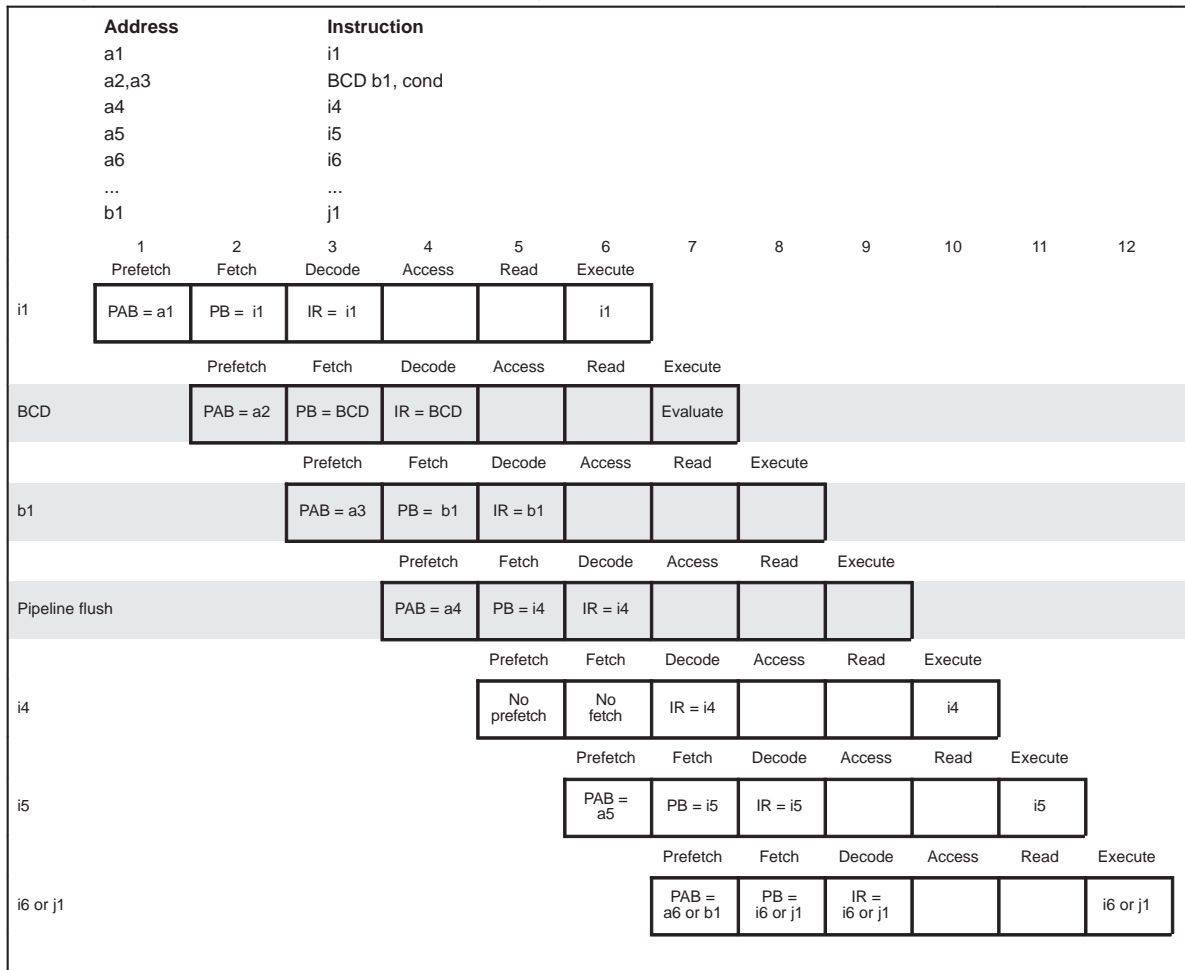 Address Instruction
a1 i1
a2,a3 BCD b1, cond
a4 i4
a5 i5
a6 i6
... ...
b1 j1
1 2 3 4 5 6 7 8 9 10 11 12
Prefetch Fetch Decode Access Read Execute
i1 PAB = a1 PB = i1 IR = i1 i1
Prefetch Fetch Decode Access Read Execute
BCD PAB = a2 PB = BCD IR = BCD Evaluate
Prefetch Fetch Decode Access Read Execute
b1 PAB = a3 PB = b1 IR = b1
Prefetch Fetch Decode Access Read Execute
Pipeline flush PAB = a4 PB = i4 IR = i4
Prefetch Fetch Decode Access Read Execute
i4 No prefetch No fetch IR = i4 i4
Prefetch Fetch Decode Access Read Execute
i5 PAB = a5 PB = i5 IR = i5 i5
Prefetch Fetch Decode Access Read Execute
i6 or j1 PAB = a6 or b1 PB = i6 or j1 IR = i6 or j1 i6 or j1